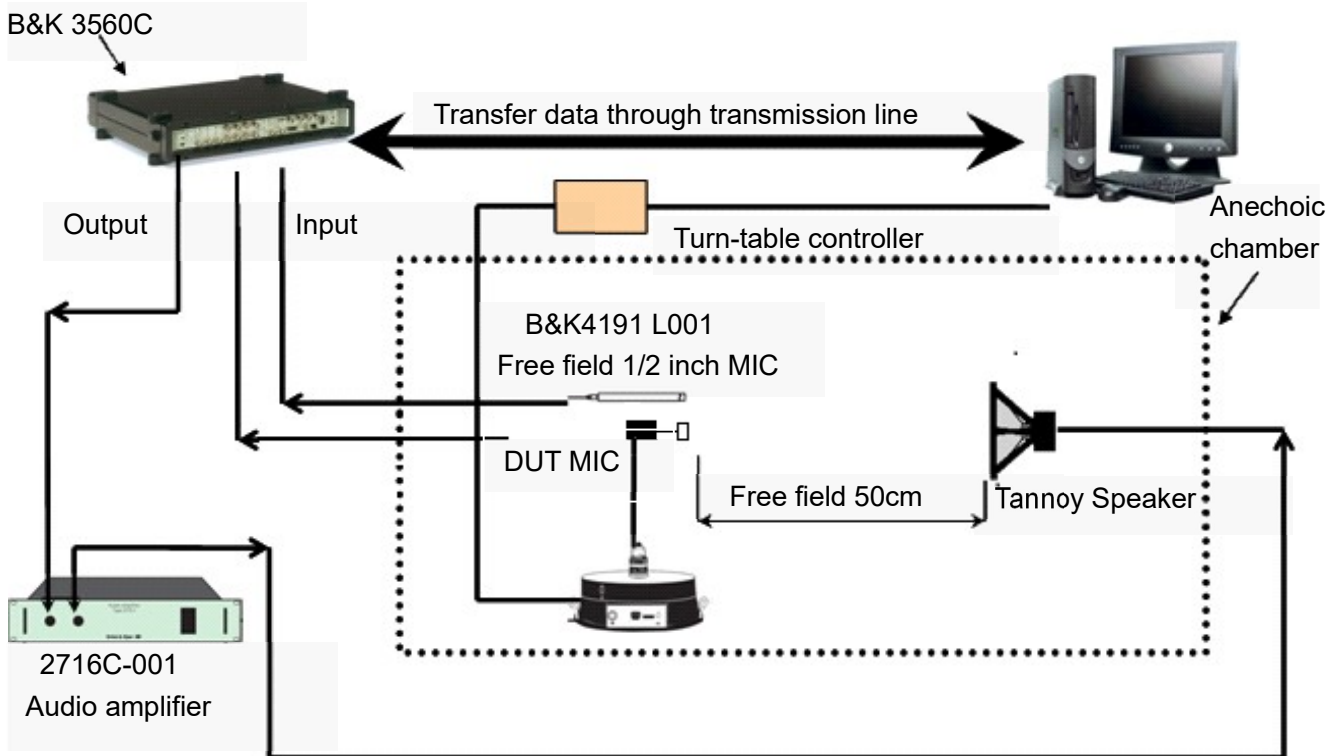 B&K 3560C
Transfer data through transmission line
Output
Input
Turn-table controller
Anechoic
chamber
B&K4191 L001
Free field 1/2 inch MIC
DUT MIC
Free field 50cm
Tannoy Speaker
2716C-001
Audio amplifier